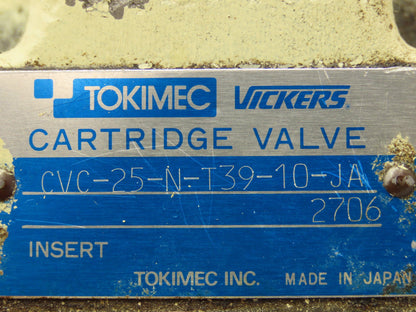 TOKIMEC VICKERS
CARTRIDGE VALVE
CVC-25-N-T39-10-JA
2706
INSERT
TOKIMEC INC. MADE IN JAPAN